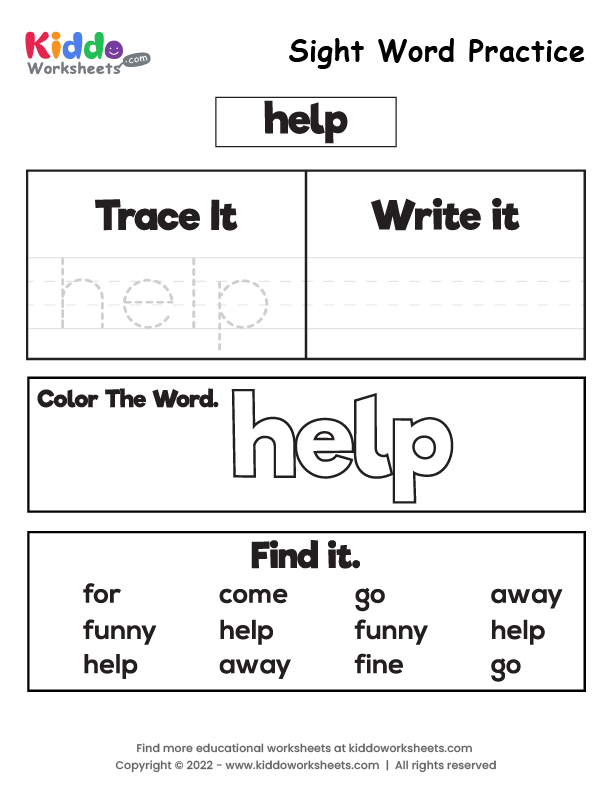 Kiddo
Worksheets .com
Sight Word Practice
help
Trace It
Write it
help
Color The Word.
help
Find it.
for come go away
funny help funny help
help away fine go
Find more educational worksheets at kiddoworksheets.com
Copyright © 2022 - www.kiddoworksheets.com | All rights reserved